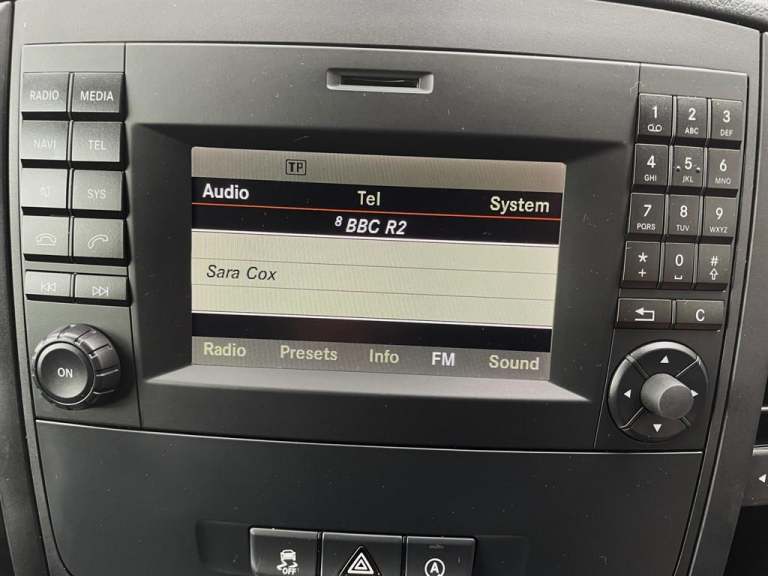 RADIO MEDIA
NAVI TEL
SYS
ON
TP
Audio Tel System
8 BBC R2
Sara Cox
Radio Presets Info FM Sound
1 2 ABC 3 DEF
4 GHI 5 JKL 6 MNO
7 PQRS 8 TUV 9 WXYZ
* + 0 #
C
OFF
A